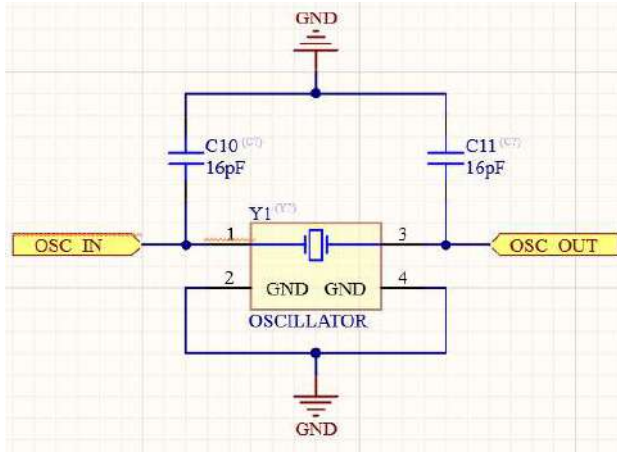 GND
C10 (C?)
16pF
C11 (C?)
16pF
Y1 (Y?)
OSC_IN
1
3
OSC_OUT
2
GND
GND
4
OSCILLATOR
GND